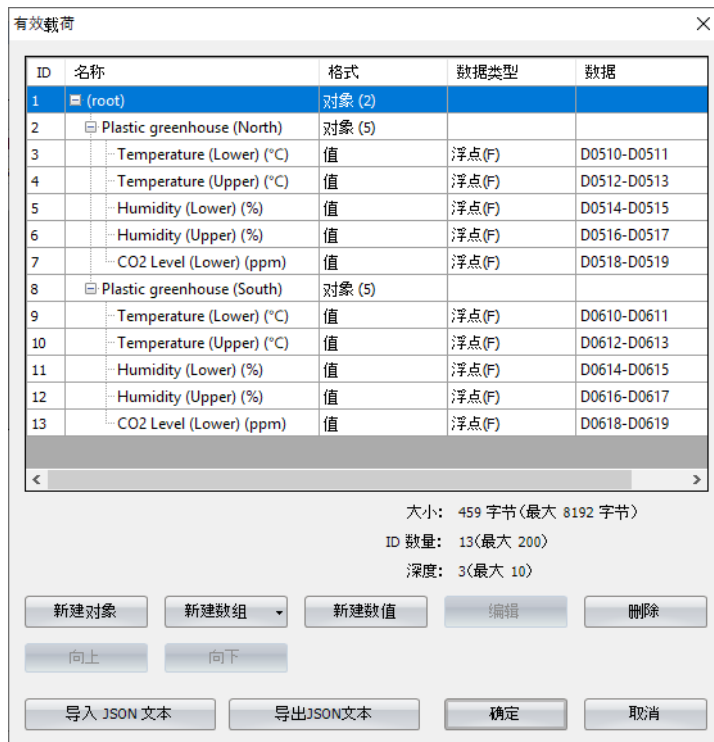 有效载荷
ID 名称 格式 数据类型 数据
1 (root) 对象 (2)
2 Plastic greenhouse (North) 对象 (5)
3 Temperature (Lower) (°C) 值 浮点(F) D0510-D0511
4 Temperature (Upper) (°C) 值 浮点(F) D0512-D0513
5 Humidity (Lower) (%) 值 浮点(F) D0514-D0515
6 Humidity (Upper) (%) 值 浮点(F) D0516-D0517
7 CO2 Level (Lower) (ppm) 值 浮点(F) D0518-D0519
8 Plastic greenhouse (South) 对象 (5)
9 Temperature (Lower) (°C) 值 浮点(F) D0610-D0611
10 Temperature (Upper) (°C) 值 浮点(F) D0612-D0613
11 Humidity (Lower) (%) 值 浮点(F) D0614-D0615
12 Humidity (Upper) (%) 值 浮点(F) D0616-D0617
13 CO2 Level (Lower) (ppm) 值 浮点(F) D0618-D0619
大小: 459 字节(最大 8192 字节)
ID 数量: 13(最大 200)
深度: 3(最大 10)
新建对象 新建数组 新建数值 编辑 删除
向上 向下
导入 JSON 文本 导出JSON文本 确定 取消